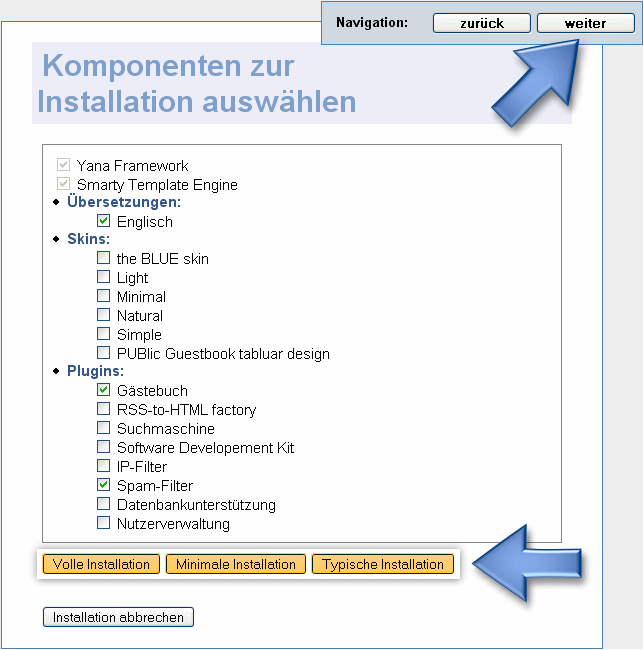 Navigation: zurück weiter
Komponenten zur
Installation auswählen
Yana Framework
Smarty Template Engine
Übersetzungen:
Englisch
Skins:
the BLUE skin
Light
Minimal
Natural
Simple
PUBlic Guestbook tabluar design
Plugins:
Gästebuch
RSS-to-HTML factory
Suchmaschine
Software Developement Kit
IP-Filter
Spam-Filter
Datenbankunterstützung
Nutzerverwaltung
Volle Installation Minimale Installation Typische Installation
Installation abbrechen